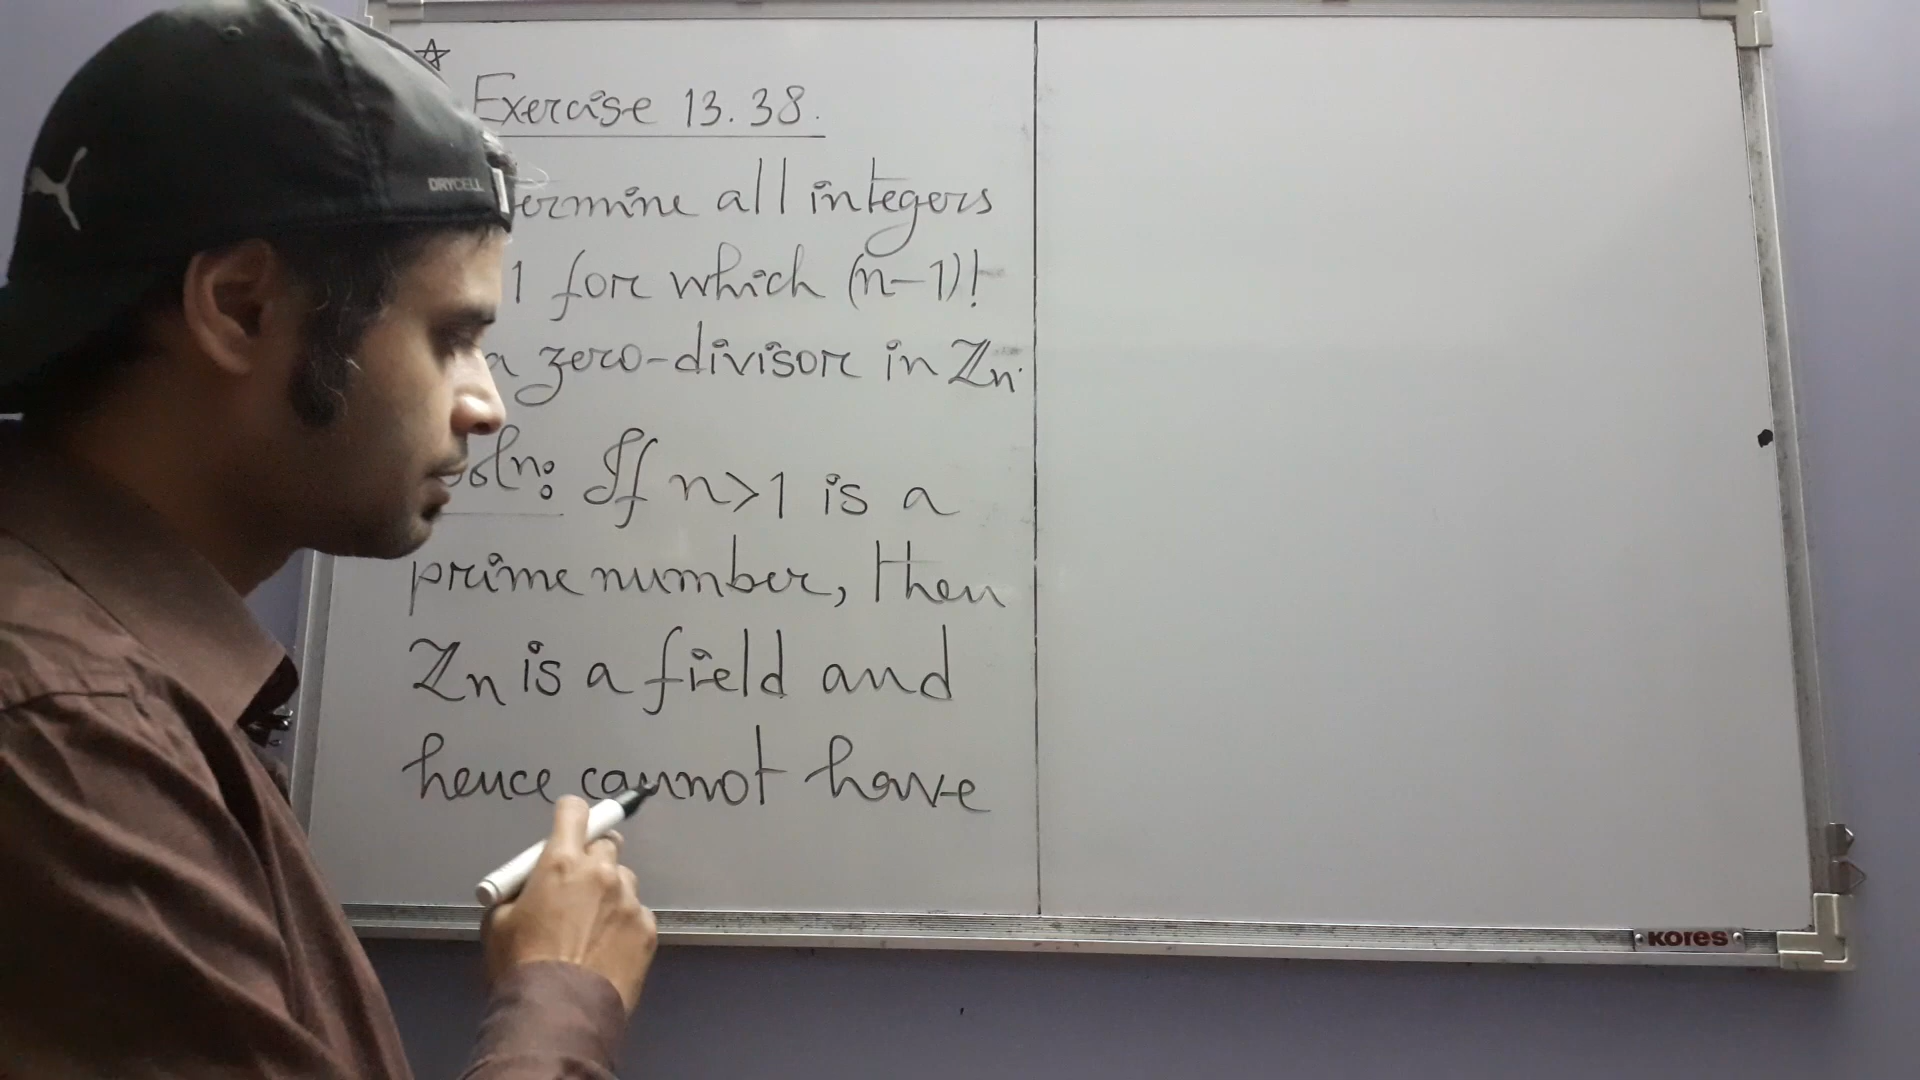 Exercise 13.38.
ermine all integers
1 for which (n-1)!
a zero-divisor in ℤn.
oln: If n>1 is a
prime number, then
ℤn is a field and
hence cannot have
DRYCELL
KORES